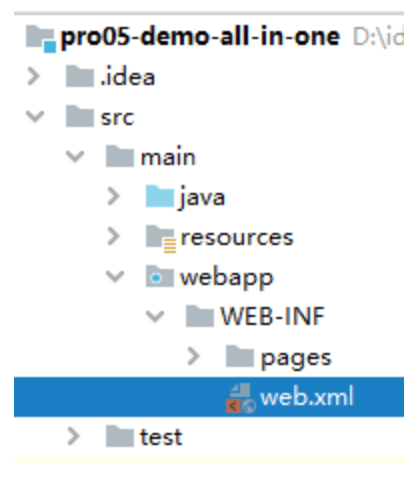 pro05-demo-all-in-one D:\id
.idea
src
main
java
resources
webapp
WEB-INF
pages
web.xml
test